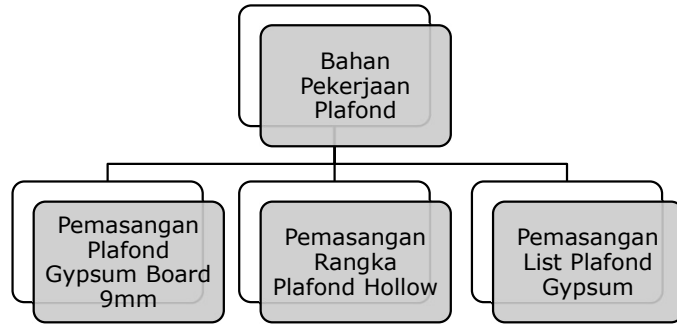 Bahan
Pekerjaan
Plafond
Pemasangan
Plafond
Gypsum Board
9mm
Pemasangan
Rangka
Plafond Hollow
Pemasangan
List Plafond
Gypsum